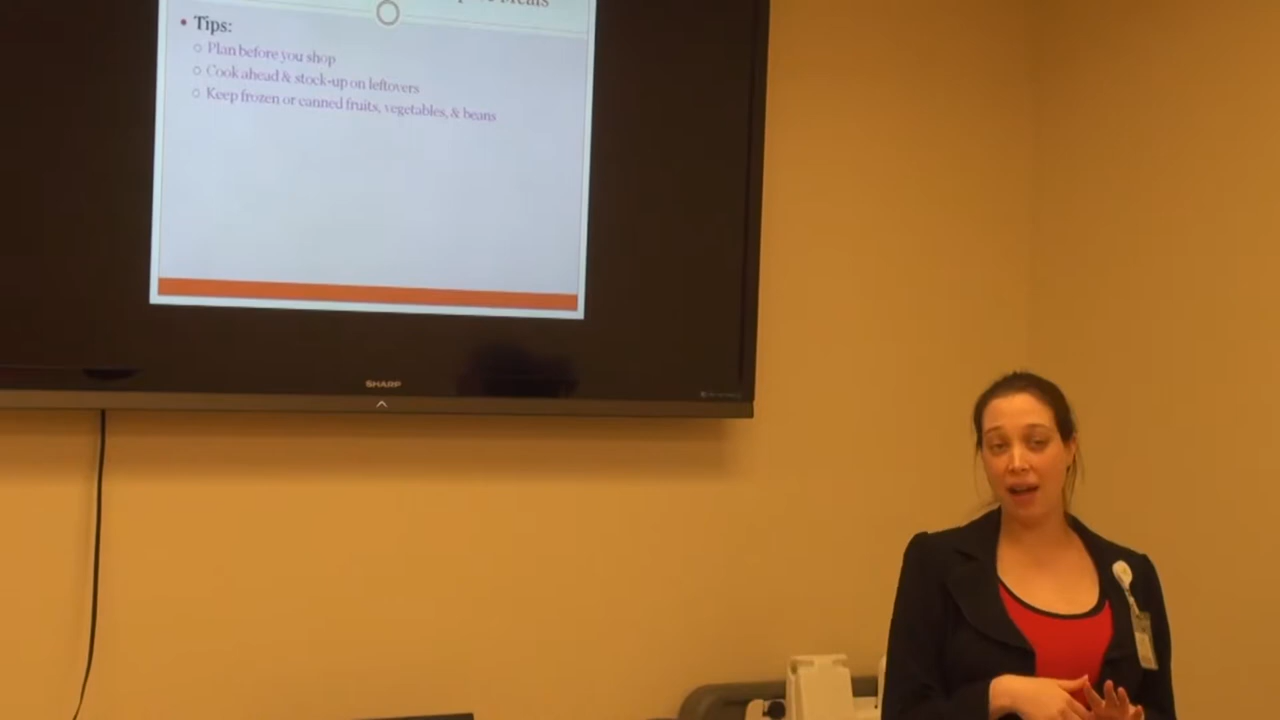 Meals
• Tips:
○ Plan before you shop
○ Cook ahead & stock-up on leftovers
○ Keep frozen or canned fruits, vegetables, & beans
SHARP